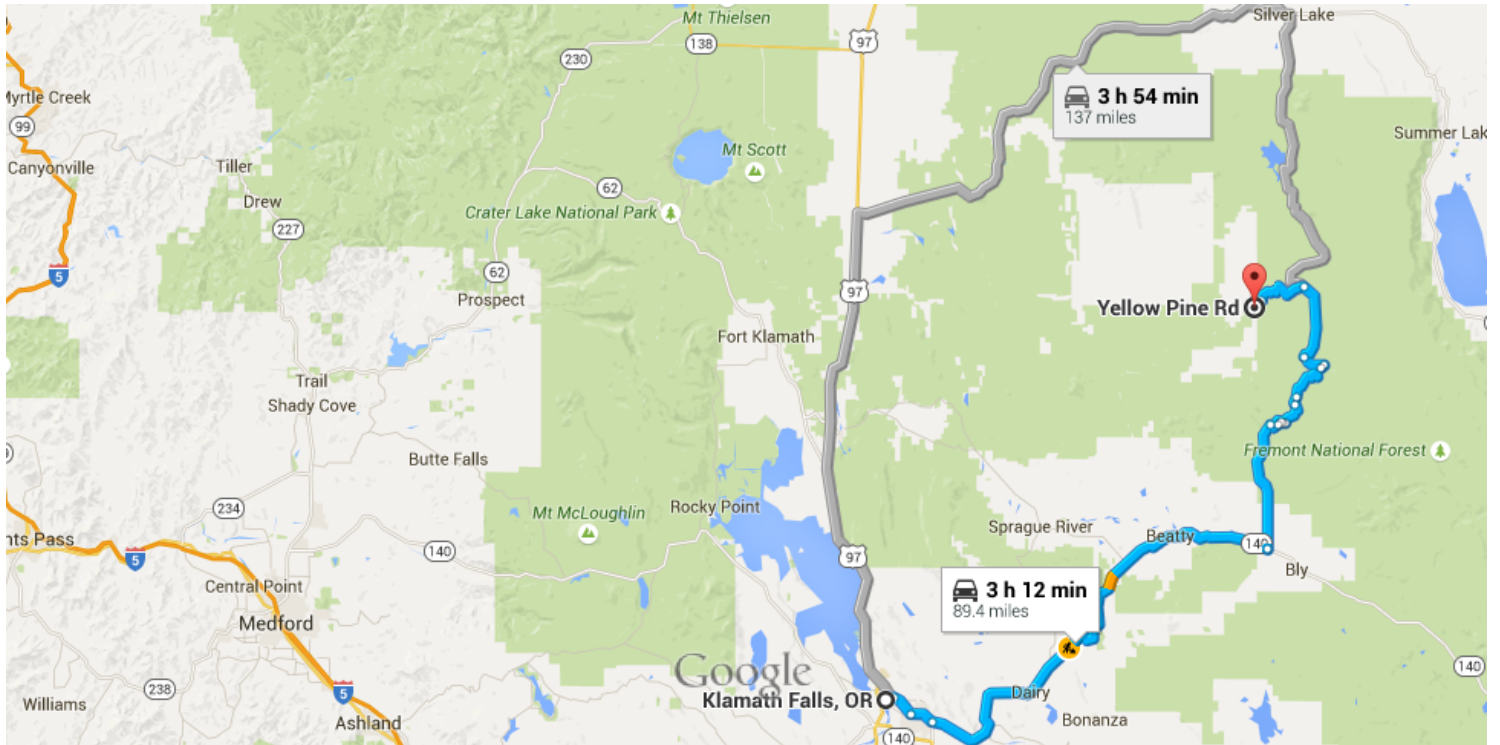 Mt Thielsen
Silver Lake
138
97
230
3 h 54 min
137 miles
Myrtle Creek
99
Summer Lak
Canyonville
Tiller
Mt Scott
Drew
62
Crater Lake National Park
227
5
62
97
Prospect
Yellow Pine Rd
Fort Klamath
Trail
Shady Cove
Butte Falls
Fremont National Forest
234
Rocky Point
Mt McLoughlin
Sprague River
nts Pass
5
140
97
Beatty
140
Bly
Central Point
3 h 12 min
89.4 miles
Medford
Google
140
238
5
Klamath Falls, OR
Dairy
Williams
Ashland
Bonanza
140